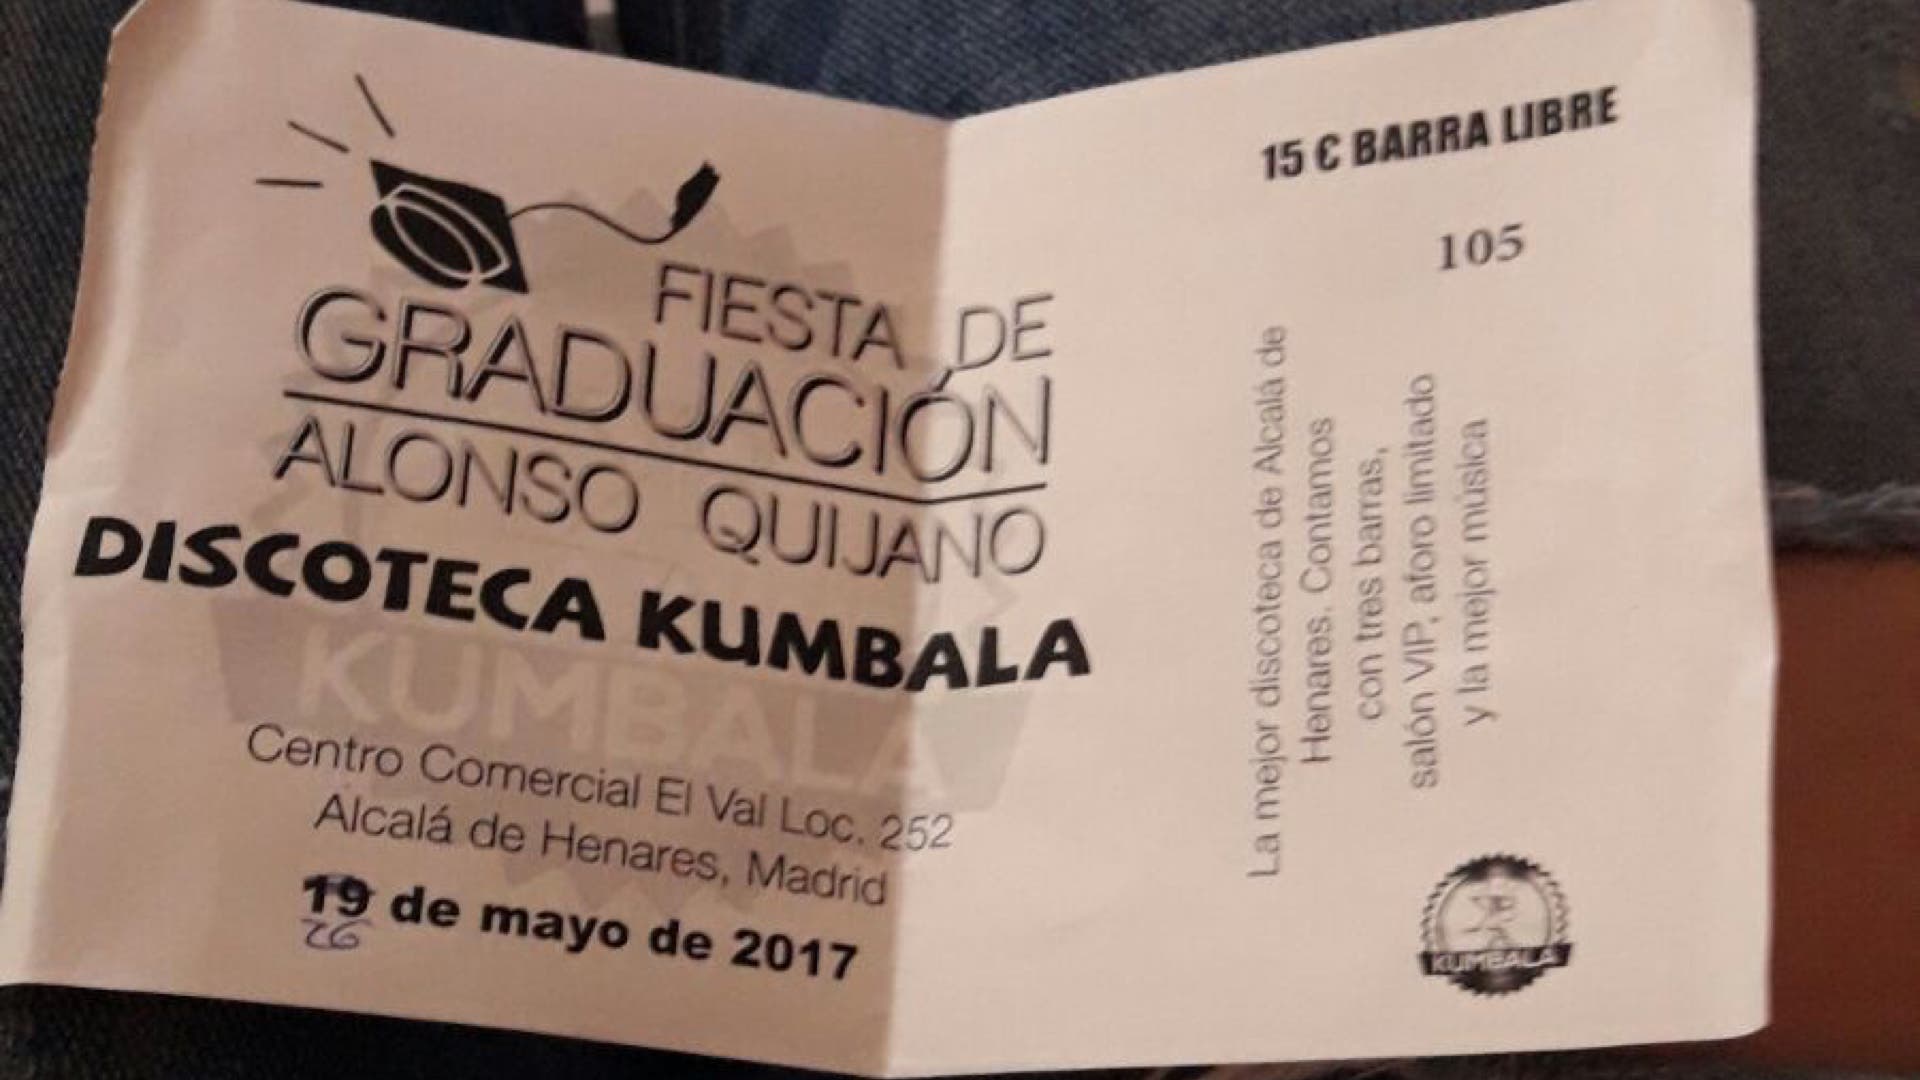 FIESTA DE
GRADUACIÓN
ALONSO QUIJANO
DISCOTECA KUMBALA
KUMBALA
Centro Comercial El Val Loc. 252
Alcalá de Henares, Madrid
19 de mayo de 2017
26
15 € BARRA LIBRE
105
La mejor discoteca de Alcalá de
Henares. Contamos
con tres barras,
salón VIP, aforo limitado
y la mejor música
KUMBALA